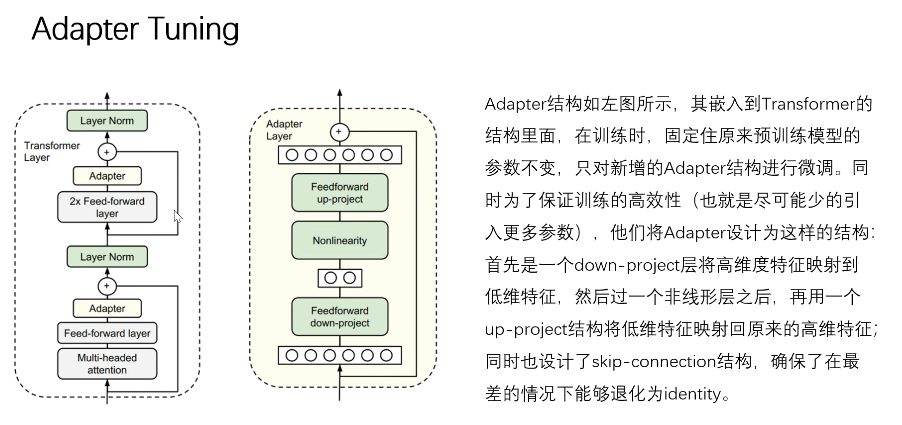 Adapter Tuning
Layer Norm
Transformer
Layer
+
Adapter
2x Feed-forward
layer
Layer Norm
+
Adapter
Feed-forward layer
Multi-headed
attention
Adapter
Layer
+
Feedforward
up-project
Nonlinearity
Feedforward
down-project
Adapter结构如左图所示，其嵌入到Transformer的
结构里面，在训练时，固定住原来预训练模型的
参数不变，只对新增的Adapter结构进行微调。同
时为了保证训练的高效性（也就是尽可能少的引
入更多参数），他们将Adapter设计为这样的结构：
首先是一个down-project层将高维度特征映射到
低维特征，然后过一个非线形层之后，再用一个
up-project结构将低维特征映射回原来的高维特征；
同时也设计了skip-connection结构，确保了在最
差的情况下能够退化为identity。